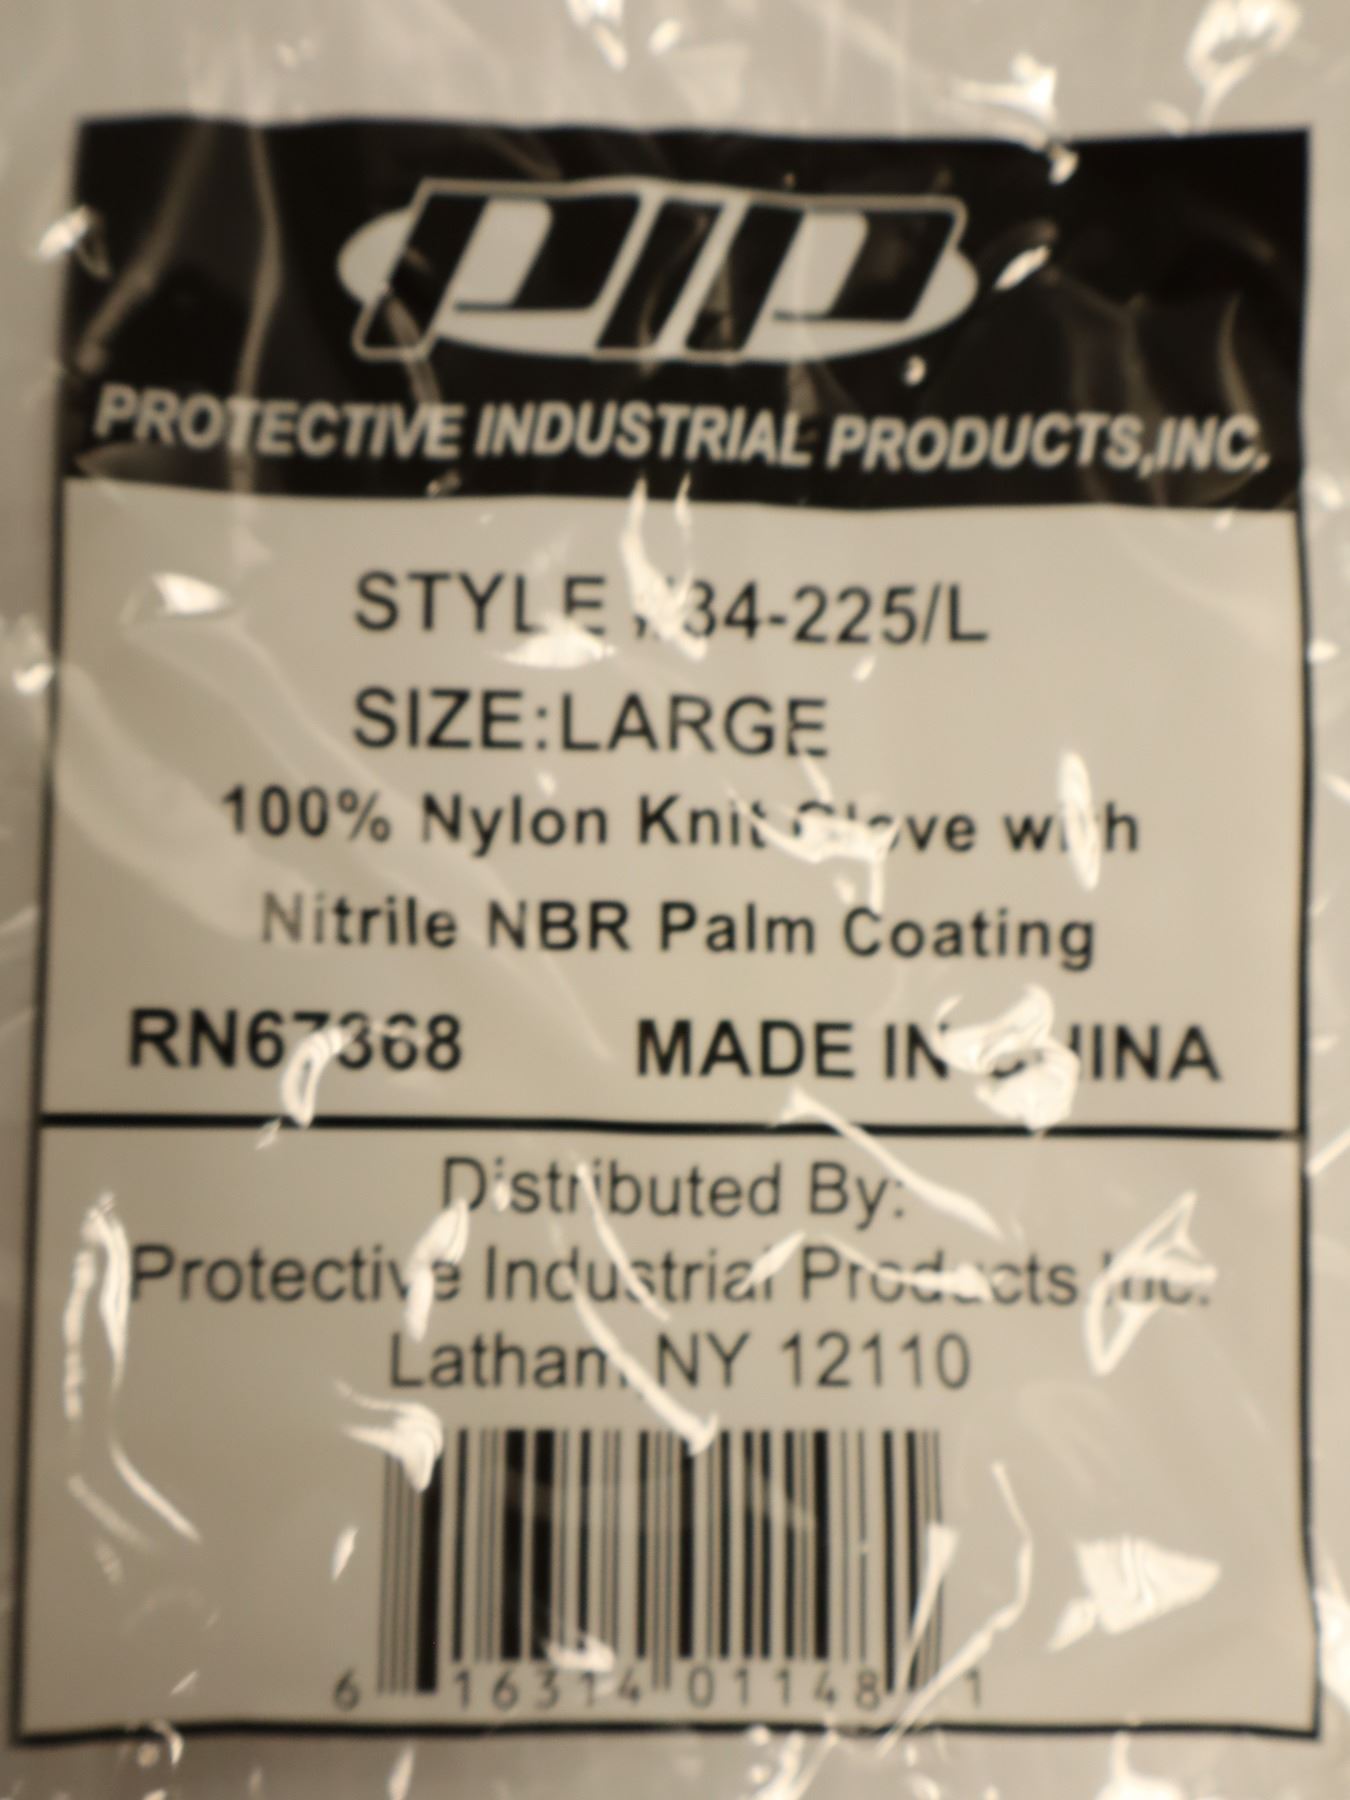 PIP
PROTECTIVE INDUSTRIAL PRODUCTS,INC.
STYLE #34-225/L
SIZE:LARGE
100% Nylon Knit Glove with
Nitrile NBR Palm Coating
RN67368 MADE IN CHINA
Distributed By:
Protective Industrial Products Inc.
Latham, NY 12110
6 16314 01148 1